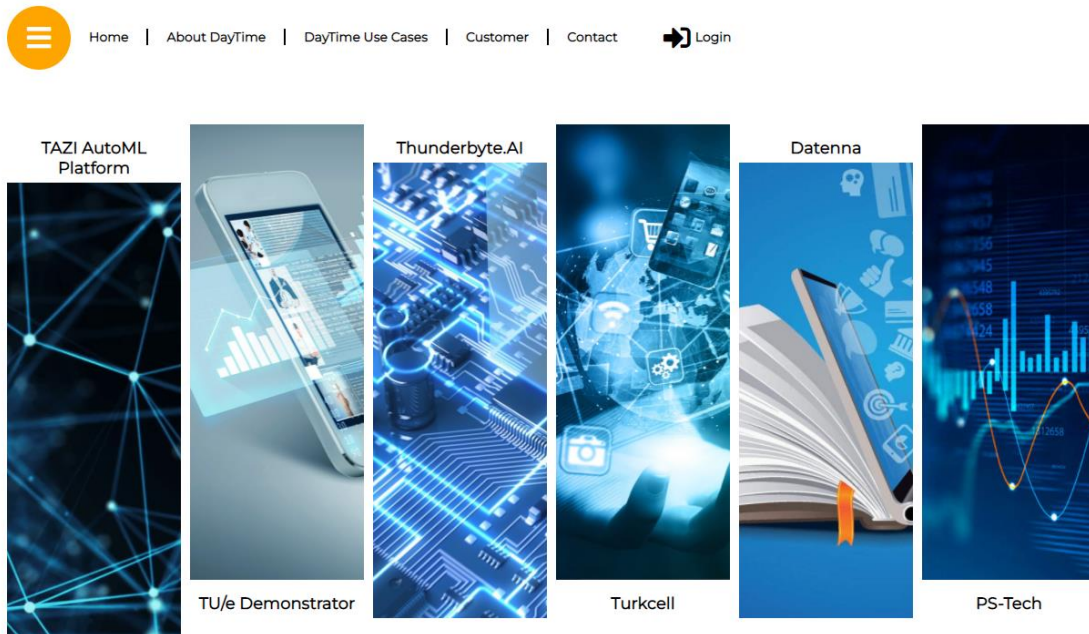 Home | About DayTime | DayTime Use Cases | Customer | Contact Login
TAZI AutoML
Platform
Thunderbyte.AI
Datenna
TU/e Demonstrator
Turkcell
PS-Tech